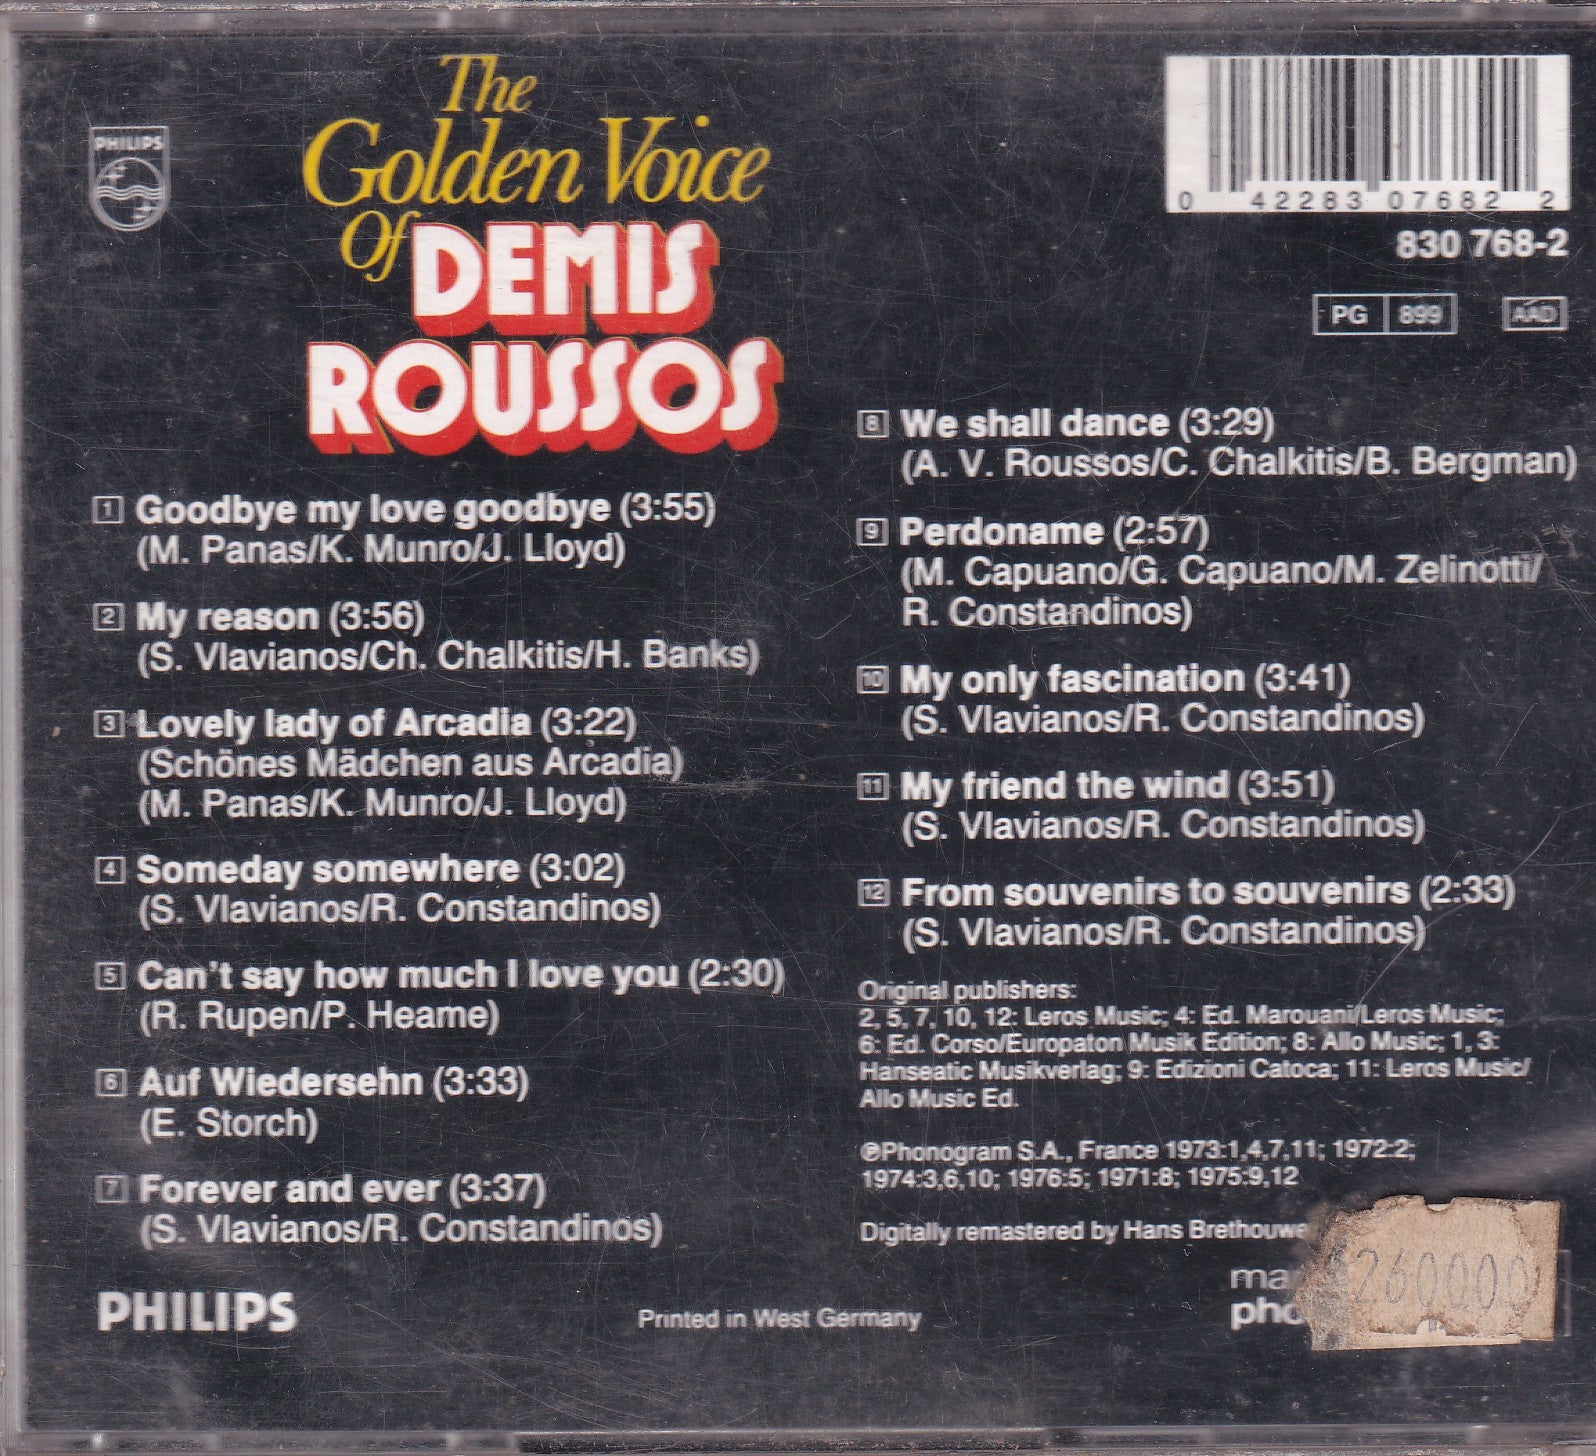 The
Golden Voice
Of DEMIS
ROUSSOS
PHILIPS
0 42283 07682 2
830 768-2
PG 899
AAD
1 Goodbye my love goodbye (3:55)
(M. Panas/K. Munro/J. Lloyd)
2 My reason (3:56)
(S. Vlavianos/Ch. Chalkitis/H. Banks)
3 Lovely lady of Arcadia (3:22)
(Schönes Mädchen aus Arcadia)
(M. Panas/K. Munro/J. Lloyd)
4 Someday somewhere (3:02)
(S. Vlavianos/R. Constandinos)
5 Can't say how much I love you (2:30)
(R. Rupen/P. Heame)
6 Auf Wiedersehn (3:33)
(E. Storch)
7 Forever and ever (3:37)
(S. Vlavianos/R. Constandinos)
8 We shall dance (3:29)
(A. V. Roussos/C. Chalkitis/B. Bergman)
9 Perdoname (2:57)
(M. Capuano/G. Capuano/M. Zelinotti/
R. Constandinos)
10 My only fascination (3:41)
(S. Vlavianos/R. Constandinos)
11 My friend the wind (3:51)
(S. Vlavianos/R. Constandinos)
12 From souvenirs to souvenirs (2:33)
(S. Vlavianos/R. Constandinos)
Original publishers:
2, 5, 7, 10, 12: Leros Music; 4: Ed. Marouani/Leros Music;
6: Ed. Corso/Europaton Musik Edition; 8: Allo Music; 1, 3:
Hanseatic Musikverlag; 9: Edizioni Catoca; 11: Leros Music/
Allo Music Ed.
℗Phonogram S.A., France 1973:1,4,7,11; 1972:2;
1974:3,6,10; 1976:5; 1971:8; 1975:9,12
Digitally remastered by Hans Brethouwe
PHILIPS
Printed in West Germany
260000